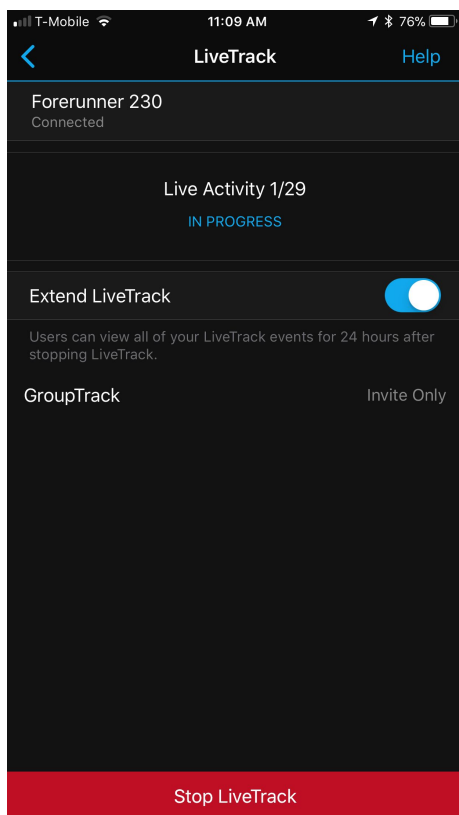 T-Mobile 11:09 AM 76%
LiveTrack Help
Forerunner 230
Connected
Live Activity 1/29
IN PROGRESS
Extend LiveTrack
Users can view all of your LiveTrack events for 24 hours after
stopping LiveTrack.
GroupTrack Invite Only
Stop LiveTrack